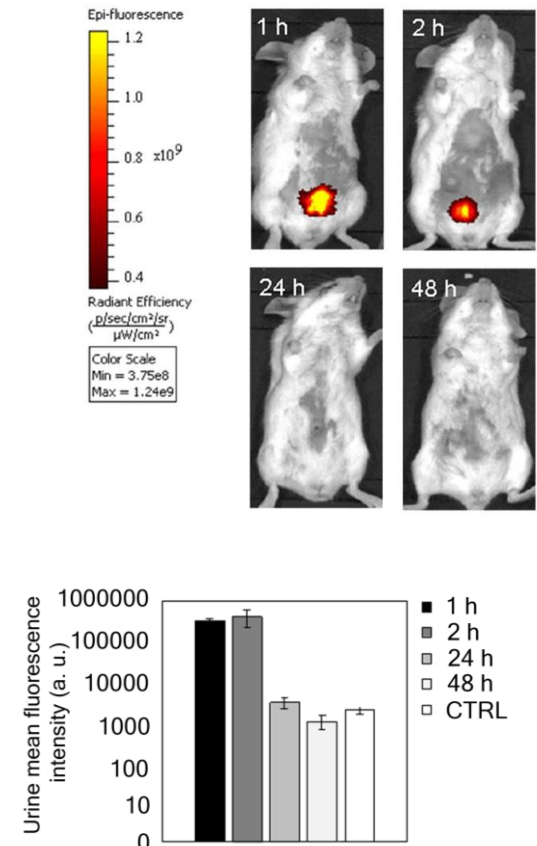 Epi-fluorescence
1.2
1.0
0.8
x10⁹
0.6
0.4
Radiant Efficiency
(p/sec/cm²/sr / µW/cm²)
Color Scale
Min = 3.75e8
Max = 1.24e9
1 h
2 h
24 h
48 h
Urine mean fluorescence
intensity (a. u.)
1000000
100000
10000
1000
100
10
0
1 h
2 h
24 h
48 h
CTRL